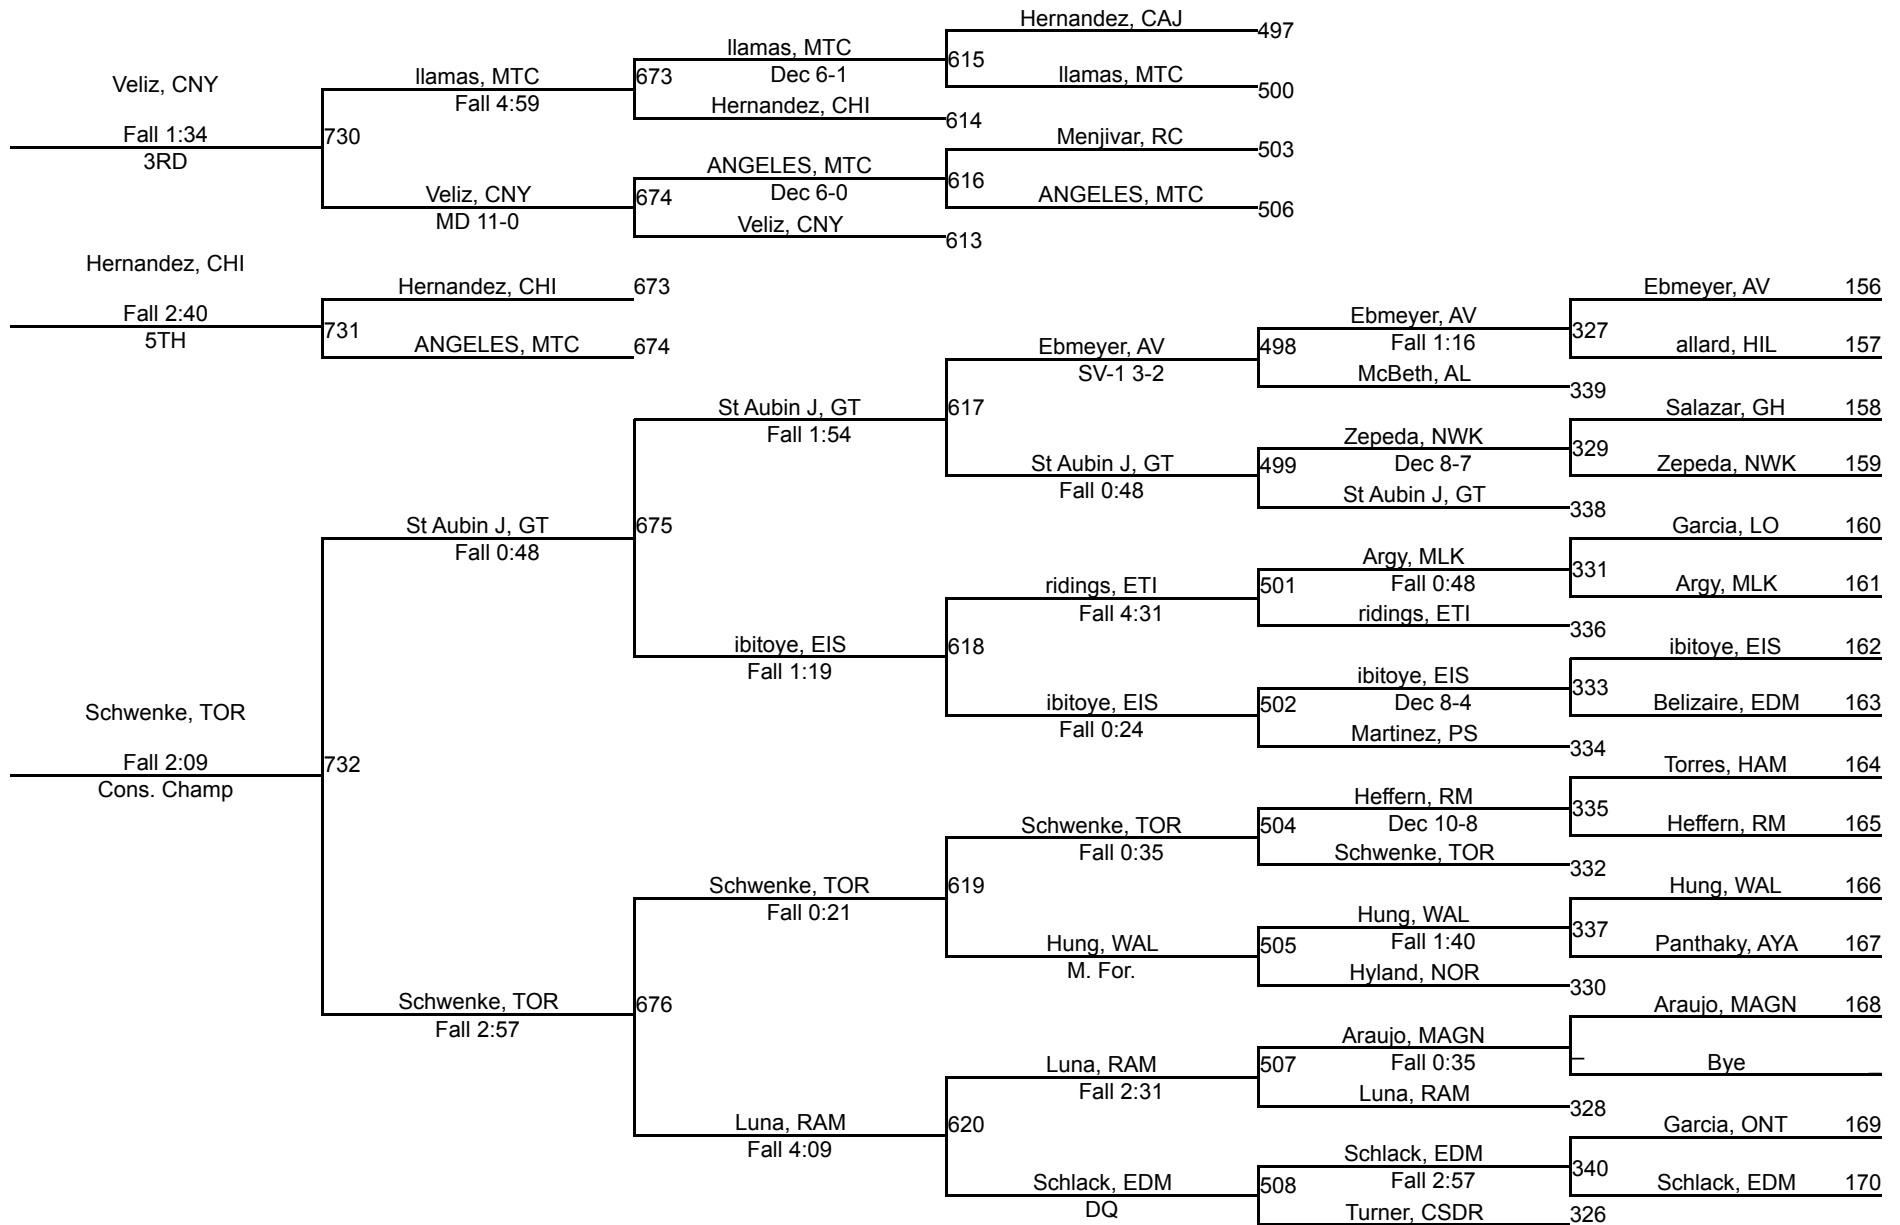 Hernandez, CAJ
497
llamas, MTC
615
Dec 6-1
llamas, MTC
500
Veliz, CNY
llamas, MTC
673
Fall 4:59
Hernandez, CHI
614
Fall 1:34
730
3RD
Menjivar, RC
503
ANGELES, MTC
616
Dec 6-0
ANGELES, MTC
506
Veliz, CNY
674
MD 11-0
Veliz, CNY
613
Hernandez, CHI
Hernandez, CHI
673
Fall 2:40
731
5TH
ANGELES, MTC
674
Ebmeyer, AV
156
Ebmeyer, AV
327
Fall 1:16
allard, HIL
157
Ebmeyer, AV
498
SV-1 3-2
McBeth, AL
339
St Aubin J, GT
617
Fall 1:54
Salazar, GH
158
Zepeda, NWK
329
Dec 8-7
Zepeda, NWK
159
St Aubin J, GT
499
Fall 0:48
St Aubin J, GT
338
St Aubin J, GT
675
Fall 0:48
Garcia, LO
160
Argy, MLK
331
Fall 0:48
Argy, MLK
161
ridings, ETI
501
Fall 4:31
ridings, ETI
336
ibitoye, EIS
618
Fall 1:19
ibitoye, EIS
162
ibitoye, EIS
333
Dec 8-4
Belizaire, EDM
163
ibitoye, EIS
502
Fall 0:24
Martinez, PS
334
Schwenke, TOR
Fall 2:09
732
Cons. Champ
Torres, HAM
164
Heffern, RM
335
Dec 10-8
Heffern, RM
165
Schwenke, TOR
504
Fall 0:35
Schwenke, TOR
332
Schwenke, TOR
619
Fall 0:21
Hung, WAL
166
Hung, WAL
337
Fall 1:40
Panthaky, AYA
167
Hung, WAL
505
M. For.
Hyland, NOR
330
Schwenke, TOR
676
Fall 2:57
Araujo, MAGN
168
Araujo, MAGN
_
Fall 0:35
Bye
_
Luna, RAM
507
Fall 2:31
Luna, RAM
328
Luna, RAM
620
Fall 4:09
Garcia, ONT
169
Schlack, EDM
340
Fall 2:57
Schlack, EDM
170
Schlack, EDM
508
DQ
Turner, CSDR
326